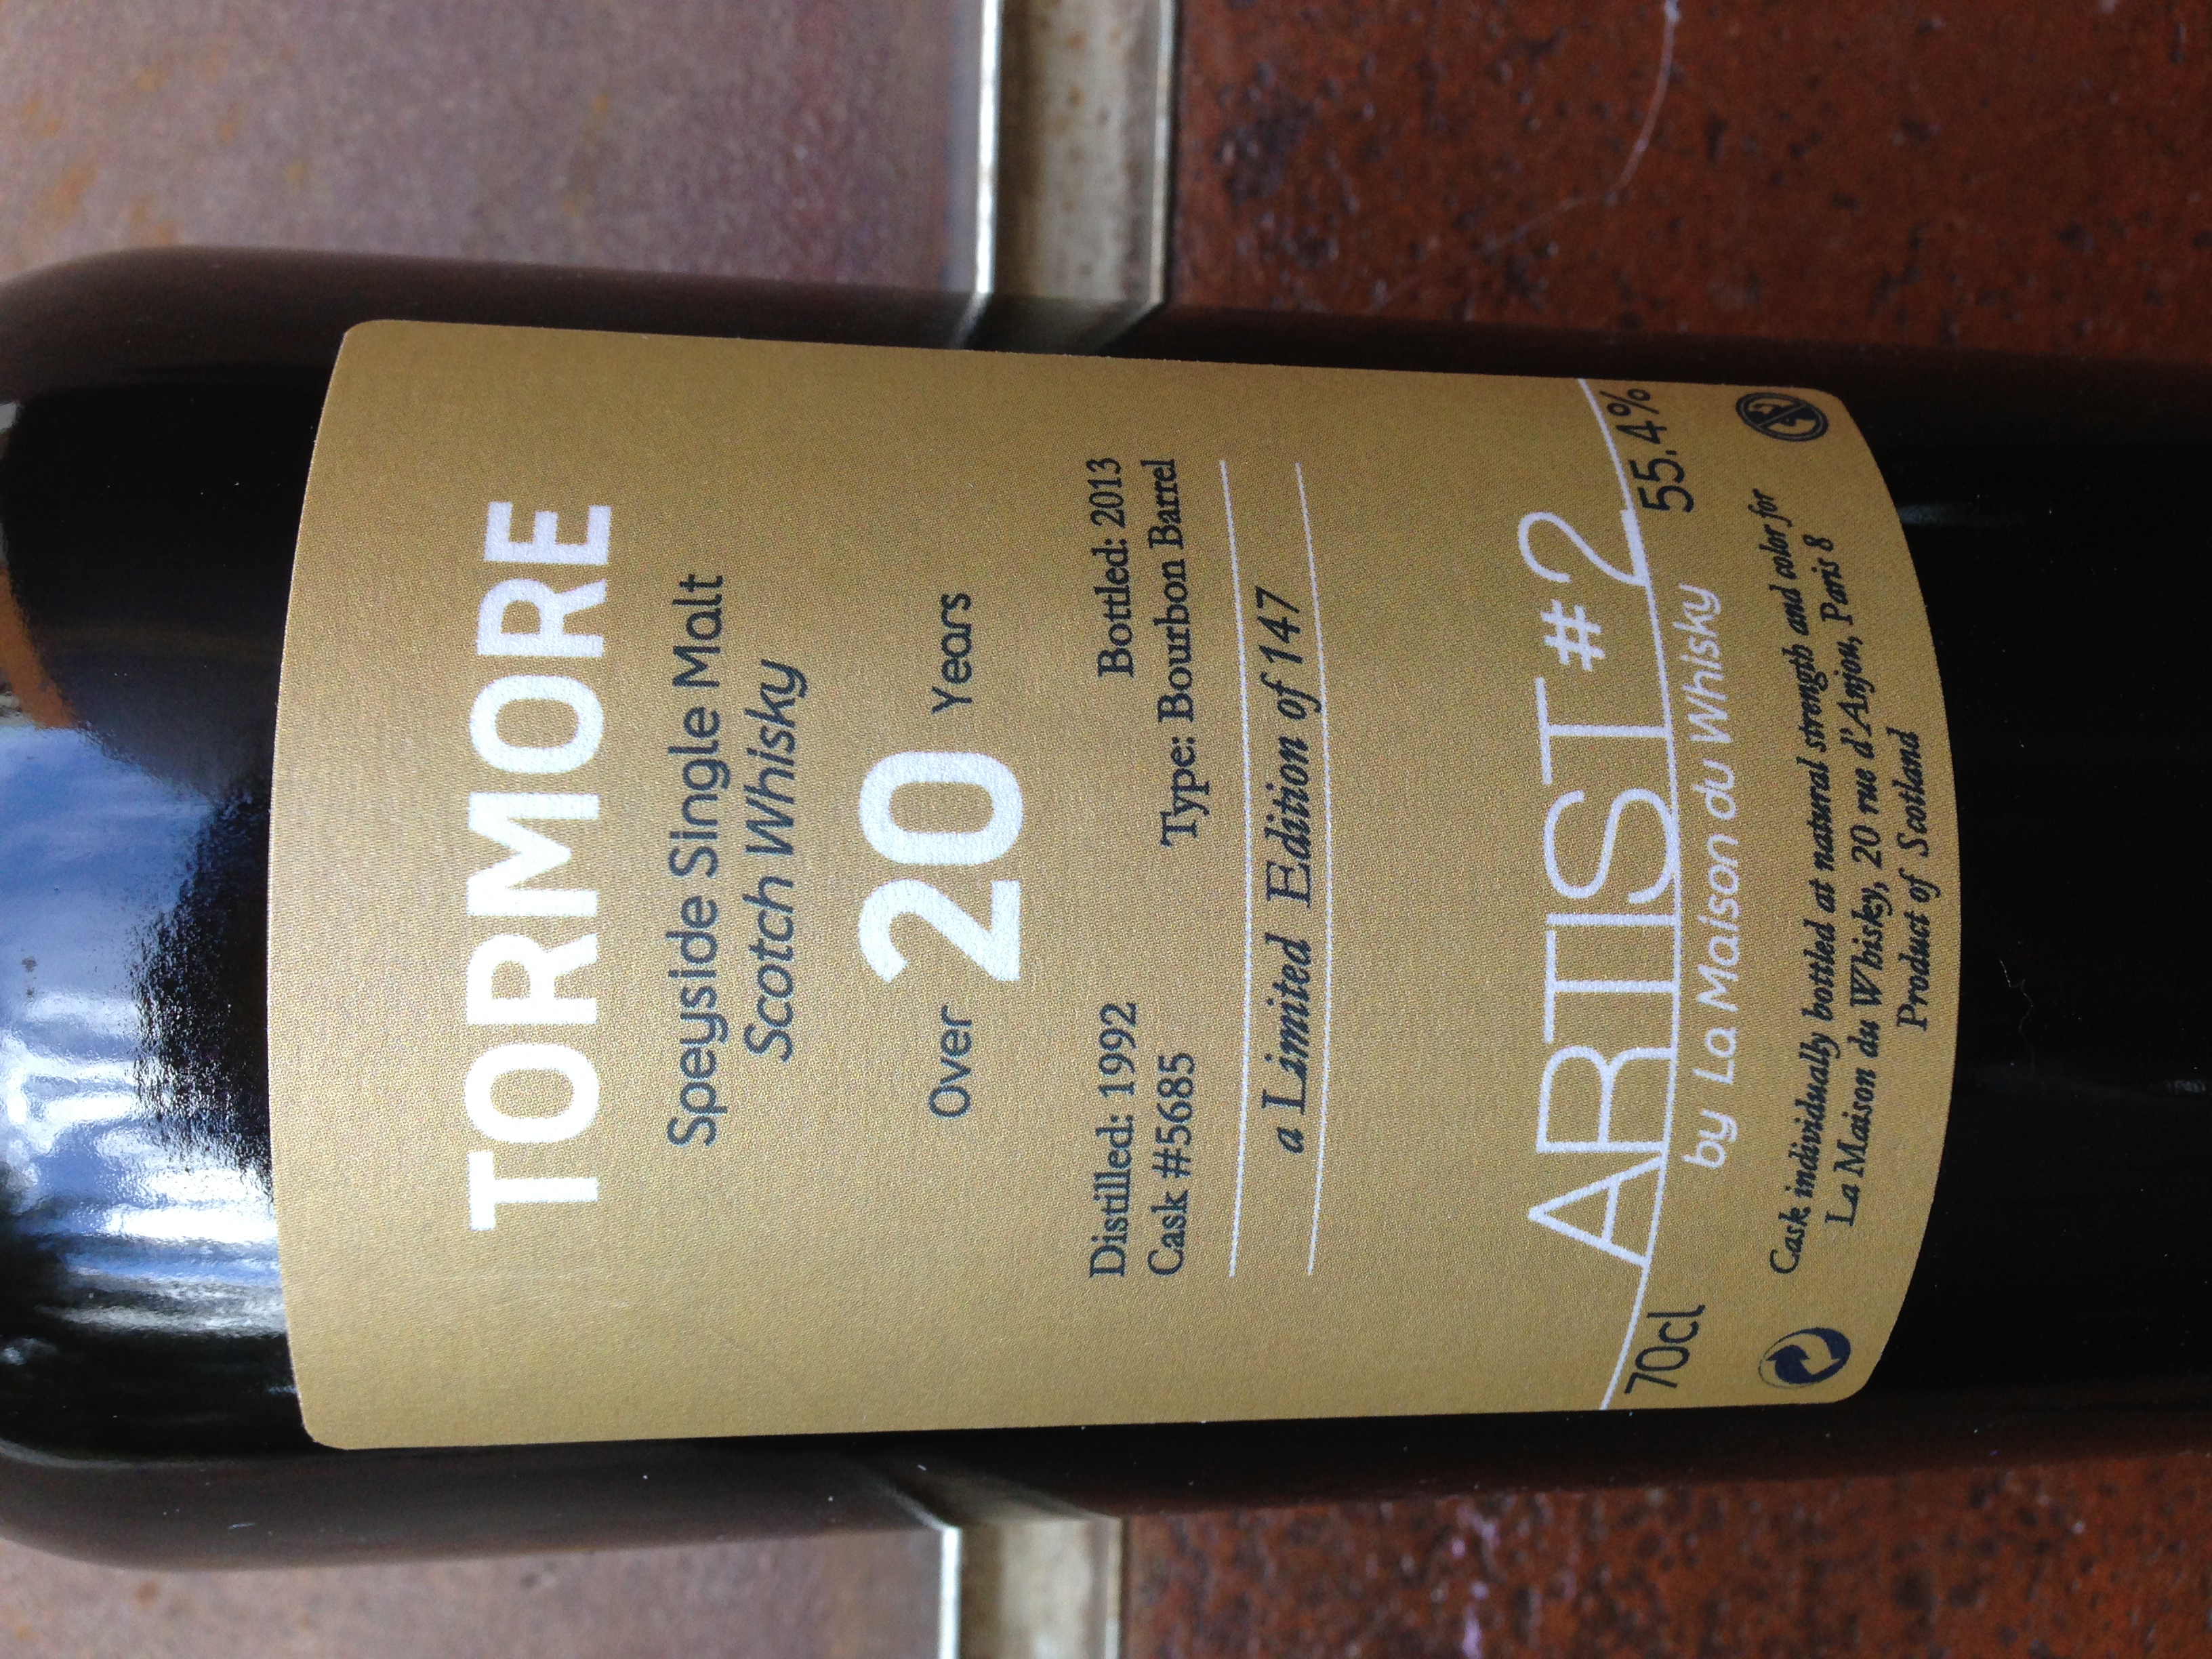 TORMORE
Speyside Single Malt
Scotch Whisky
Over 20 Years
Distilled: 1992 Bottled: 2013
Cask #5685 Type: Bourbon Barrel
a Limited Edition of 147
ARTIST #2
70cl by La Maison du Whisky 55.4%
Cask individually bottled at natural strength and color for
La Maison du Whisky, 20 rue d'Anjou, Paris 8
Product of Scotland